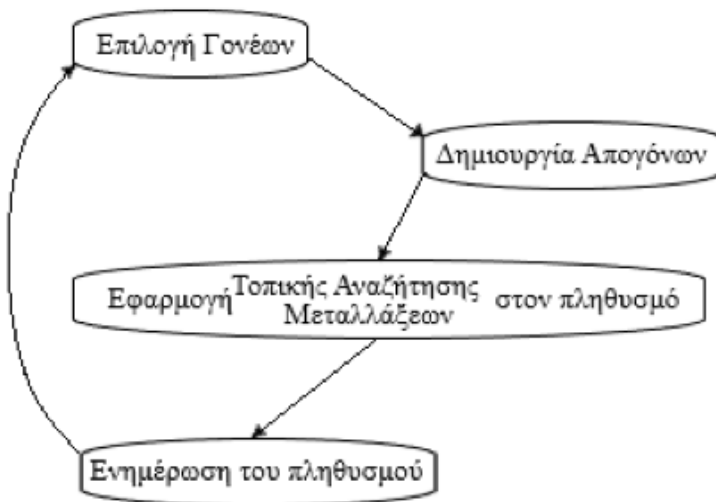 Επιλογή Γονέων
Δημιουργία Απογόνων
Εφαρμογή Τοπικής Αναζήτησης στον πληθυσμό
Μεταλλάξεων
Ενημέρωση του πληθυσμού